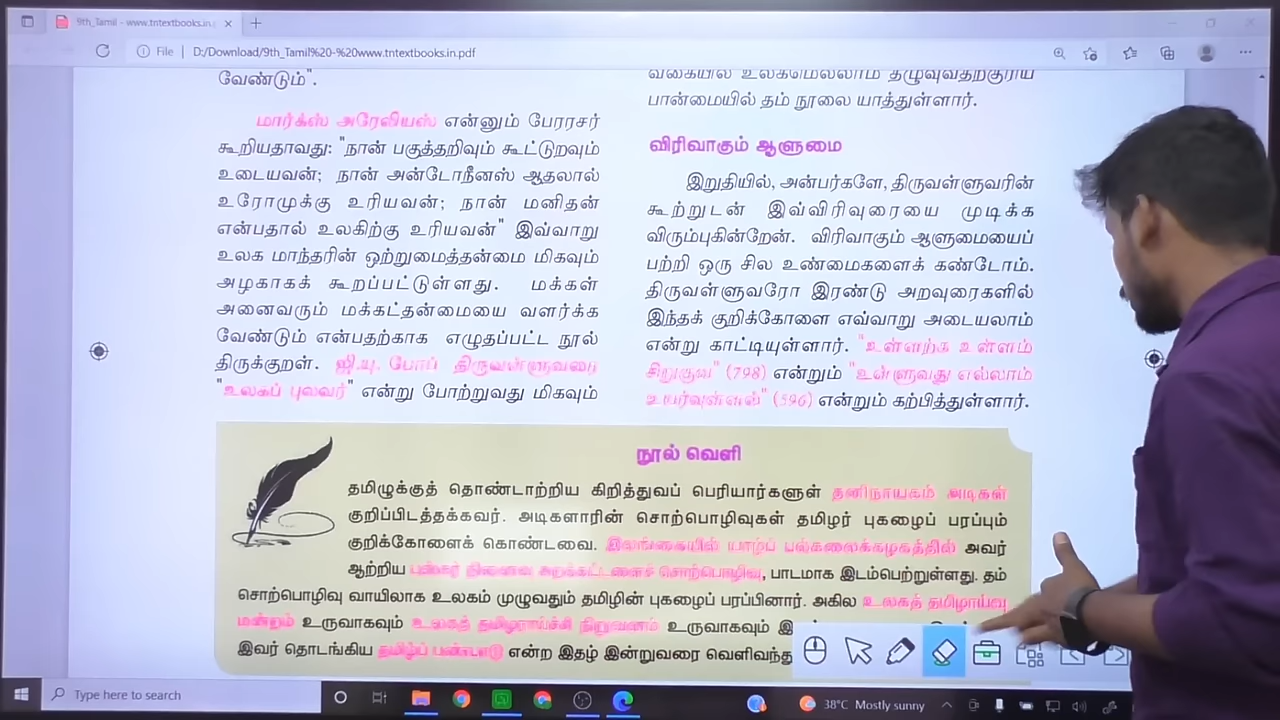 9th_Tamil - www.tntextbooks.in.
File D:/Download/9th_Tamil%20-%20www.tntextbooks.in.pdf
வேண்டும்".
மார்க்ஸ் அரேலியஸ் என்னும் பேரரசர்
கூறியதாவது: "நான் பகுத்தறிவும் கூட்டுறவும்
உடையவன்; நான் அன்டோநீனஸ் ஆதலால்
உரோமுக்கு உரியவன்; நான் மனிதன்
என்பதால் உலகிற்கு உரியவன்" இவ்வாறு
உலக மாந்தரின் ஒற்றுமைத்தன்மை மிகவும்
அழகாகக் கூறப்பட்டுள்ளது. மக்கள்
அனைவரும் மக்கட்தன்மையை வளர்க்க
வேண்டும் என்பதற்காக எழுதப்பட்ட நூல்
திருக்குறள். ஜி.யு. போப் திருவள்ளுவரை
"உலகப் புலவர்" என்று போற்றுவது மிகவும்
வகையில் உலகமெல்லாம் தழுவுவதற்குரிய
பான்மையில் தம் நூலை யாத்துள்ளார்.
விரிவாகும் ஆளுமை
இறுதியில், அன்பர்களே, திருவள்ளுவரின்
கூற்றுடன் இவ்விரிவுரையை முடிக்க
விரும்புகின்றேன். விரிவாகும் ஆளுமையைப்
பற்றி ஒரு சில உண்மைகளைக் கண்டோம்.
திருவள்ளுவரோ இரண்டு அறவுரைகளில்
இந்தக் குறிக்கோளை எவ்வாறு அடையலாம்
என்று காட்டியுள்ளார். "உள்ளற்க உள்ளம்
சிறுகுவ" (798) என்றும் "உள்ளுவது எல்லாம்
உயர்வுள்ளல்" (596) என்றும் கற்பித்துள்ளார்.
நூல் வெளி
தமிழுக்குத் தொண்டாற்றிய கிறித்துவப் பெரியார்களுள் தனிநாயகம் அடிகள்
குறிப்பிடத்தக்கவர். அடிகளாரின் சொற்பொழிவுகள் தமிழர் புகழைப் பரப்பும்
குறிக்கோளைக் கொண்டவை. இலங்கையில் யாழ்ப் பல்கலைக்கழகத்தில் அவர்
ஆற்றிய அறக்கட்டளைச் சொற்பொழிவு, பாடமாக இடம்பெற்றுள்ளது. தம்
சொற்பொழிவு வாயிலாக உலகம் முழுவதும் தமிழின் புகழைப் பரப்பினார். அகில உலகத் தமிழாய்வு
மன்றம் உருவாகவும் உலகத் தமிழராய்ச்சி நிறுவனம் உருவாகவும்
இவர் தொடங்கிய தமிழ்ப் பண்பாடு என்ற இதழ் இன்றுவரை வெளிவந்து
Type here to search
38°C Mostly sunny